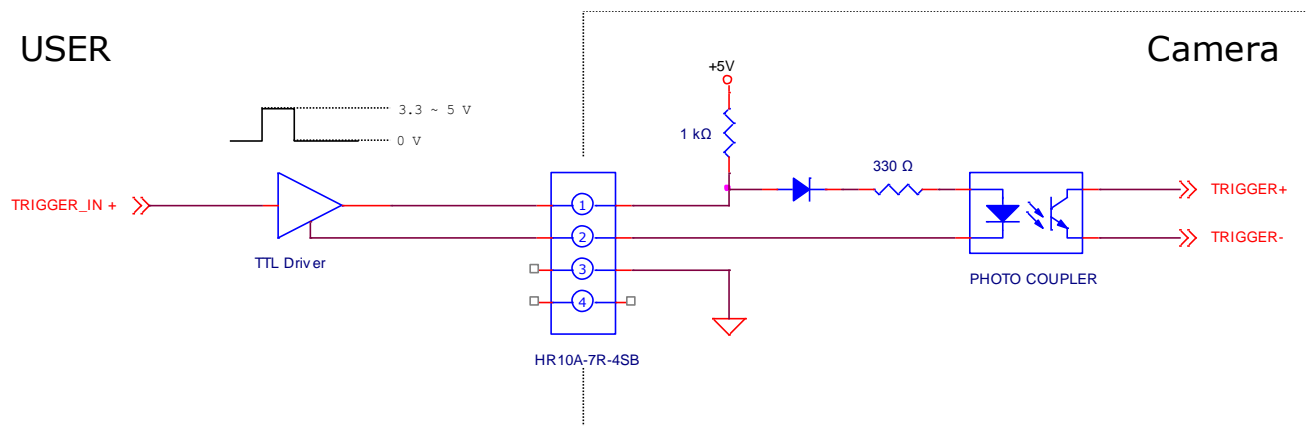 USER
Camera
+5V
3.3 ~ 5 V
0 V
1 kΩ
330 Ω
TRIGGER_IN +
1
TRIGGER+
2
TRIGGER-
TTL Driver
3
PHOTO COUPLER
4
HR10A-7R-4SB